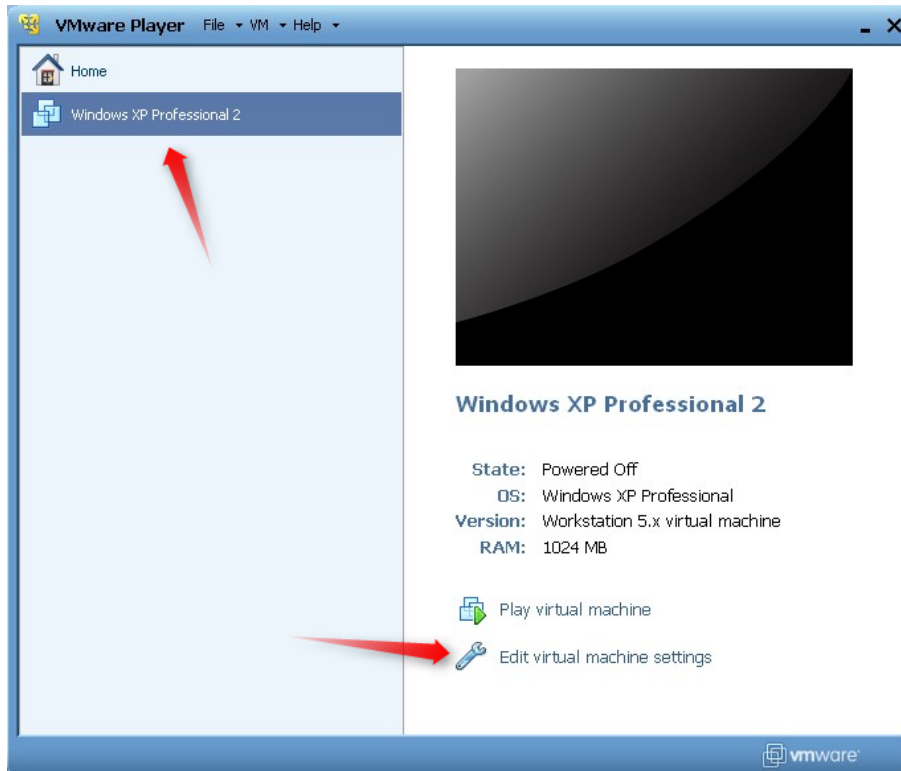 VMware Player File VM Help
Home
Windows XP Professional 2
Windows XP Professional 2
State: Powered Off
OS: Windows XP Professional
Version: Workstation 5.x virtual machine
RAM: 1024 MB
Play virtual machine
Edit virtual machine settings
vmware